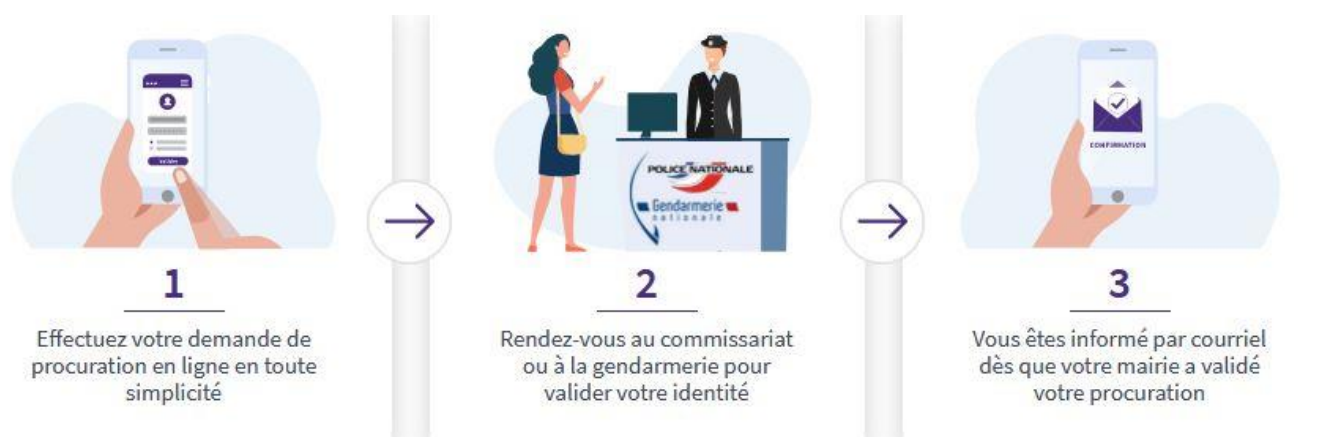 Valider
POLICE NATIONALE
Gendarmerie
nationale
CONFIRMATION
1
Effectuez votre demande de
procuration en ligne en toute
simplicité
2
Rendez-vous au commissariat
ou à la gendarmerie pour
valider votre identité
3
Vous êtes informé par courriel
dès que votre mairie a validé
votre procuration